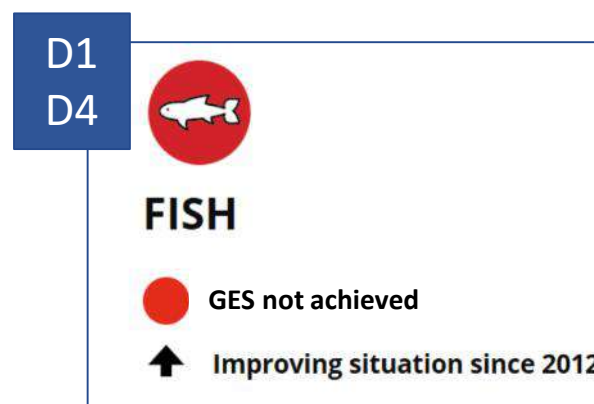 D1
D4
FISH
GES not achieved
Improving situation since 2012